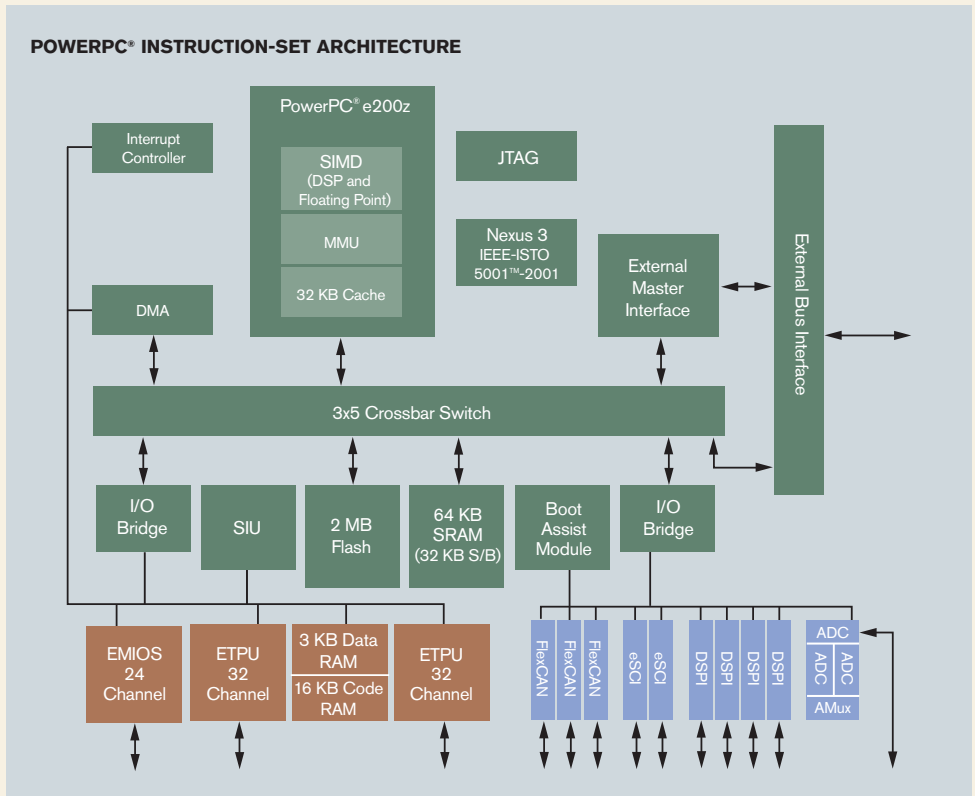 POWERPC® INSTRUCTION-SET ARCHITECTURE
PowerPC® e200z
SIMD
(DSP and
Floating Point)
MMU
32 KB Cache
Interrupt
Controller
DMA
JTAG
Nexus 3
IEEE-ISTO
5001™-2001
External
Master
Interface
External Bus Interface
3x5 Crossbar Switch
I/O
Bridge
SIU
2 MB
Flash
64 KB
SRAM
(32 KB S/B)
Boot
Assist
Module
I/O
Bridge
EMIOS
24
Channel
ETPU
32
Channel
3 KB Data
RAM
16 KB Code
RAM
ETPU
32
Channel
FlexCAN
FlexCAN
FlexCAN
eSCI
eSCI
DSPI
DSPI
DSPI
DSPI
ADC
ADC
ADC
AMux